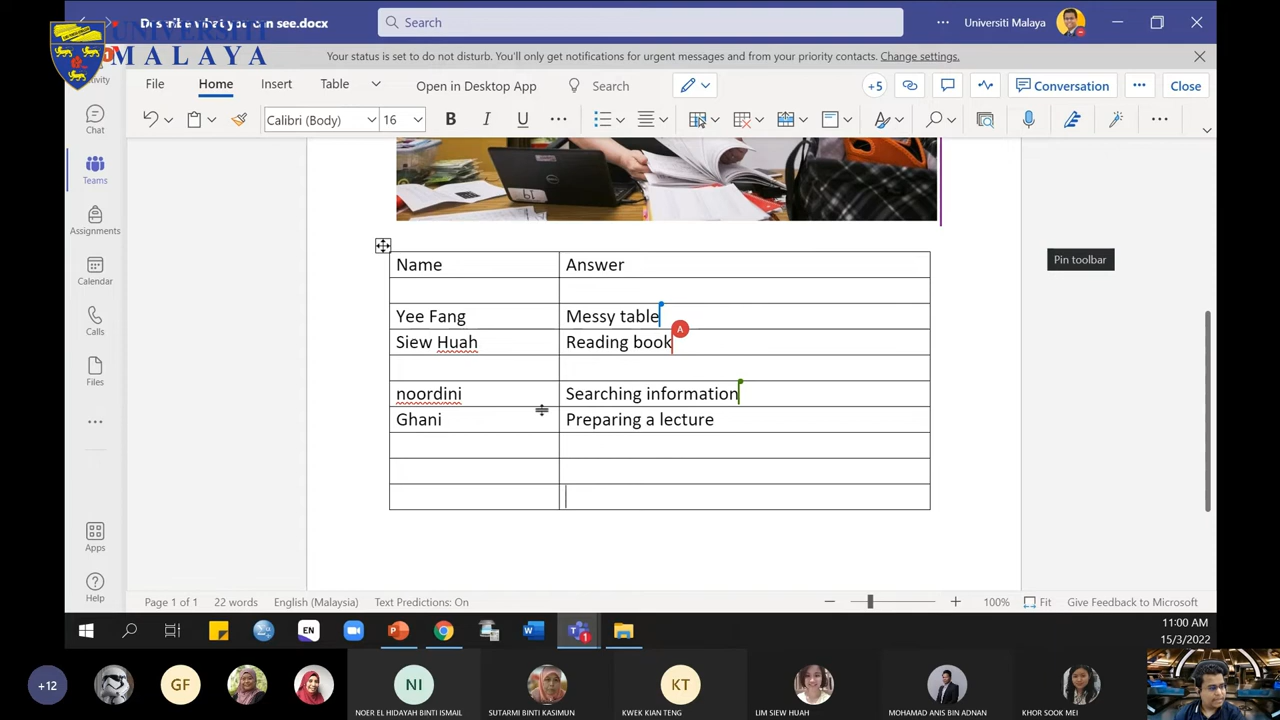 Describe what you can see.docx
Search
Universiti Malaya
UNIVERSITI
MALAYA
Your status is set to do not disturb. You'll only get notifications for urgent messages and from your priority contacts. Change settings.
File
Home
Insert
Table
Open in Desktop App
Search
+5
Conversation
Close
Calibri (Body)
16
B
I
U
Chat
Teams
Assignments
Calendar
Calls
Files
Apps
Help
Pin toolbar
Name Answer
Yee Fang Messy table
A
Siew Huah Reading book
noordini Searching information
Ghani Preparing a lecture
Page 1 of 1
22 words
English (Malaysia)
Text Predictions: On
100%
Fit
Give Feedback to Microsoft
EN
11:00 AM
15/3/2022
+12
GF
NI
KT
NOER EL HIDAYAH BINTI ISMAIL
SUTARMI BINTI KASIMUN
KWEK KIAN TENG
LIM SIEW HUAH
MOHAMAD ANIS BIN ADNAN
KHOR SOOK MEI